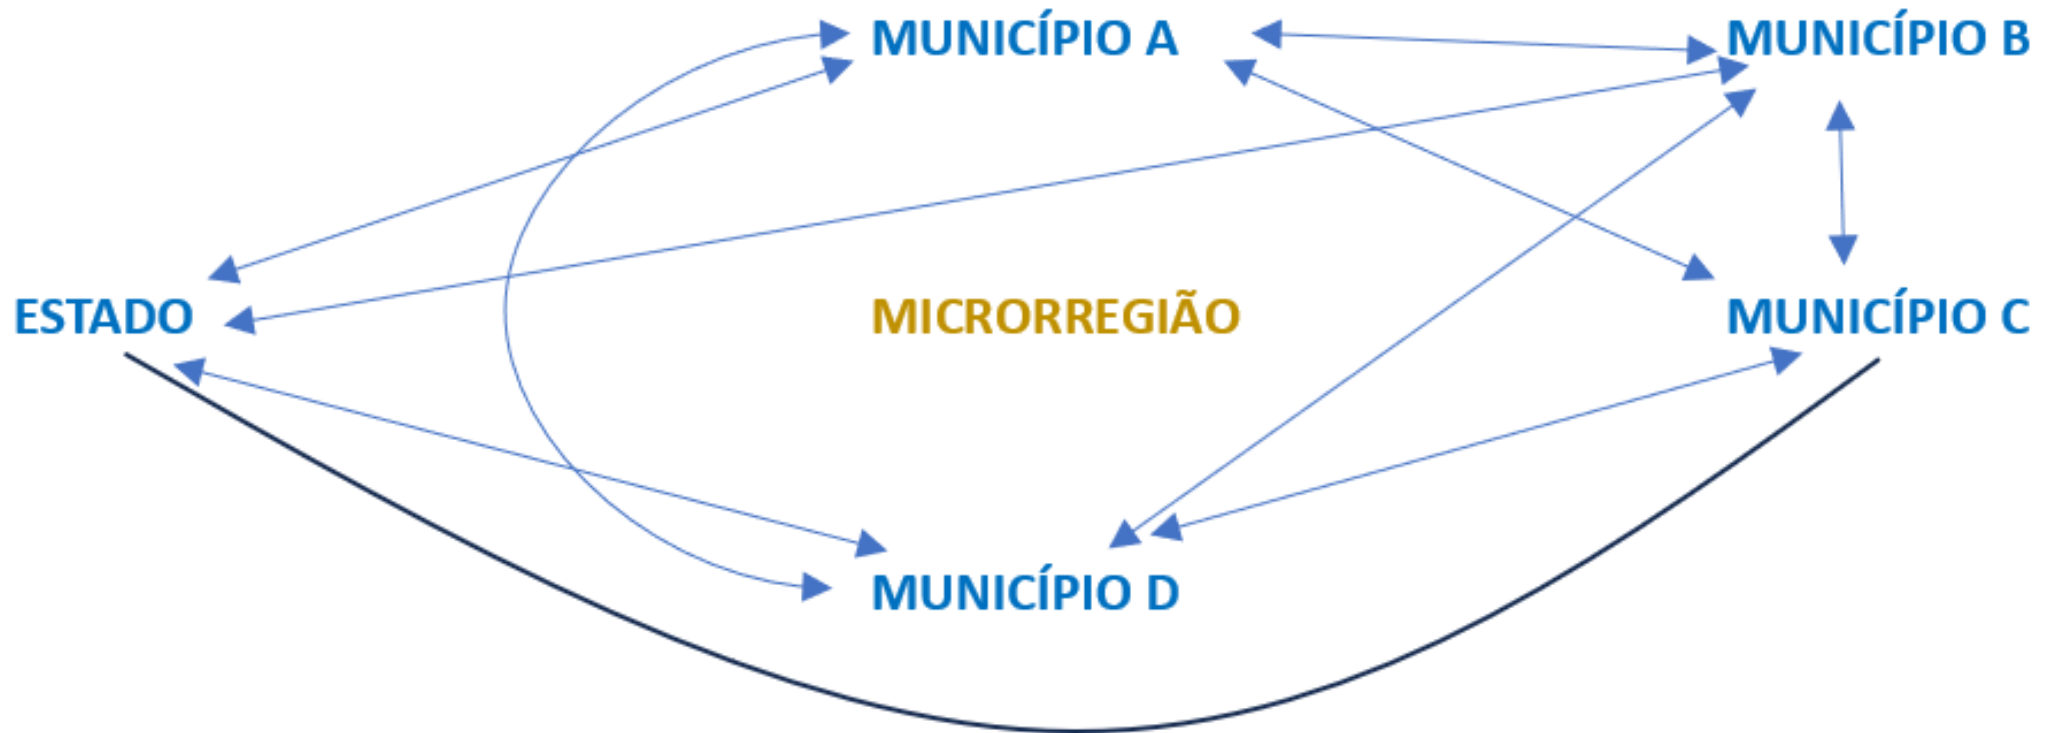 MUNICÍPIO A
MUNICÍPIO B
ESTADO
MICRORREGIÃO
MUNICÍPIO C
MUNICÍPIO D